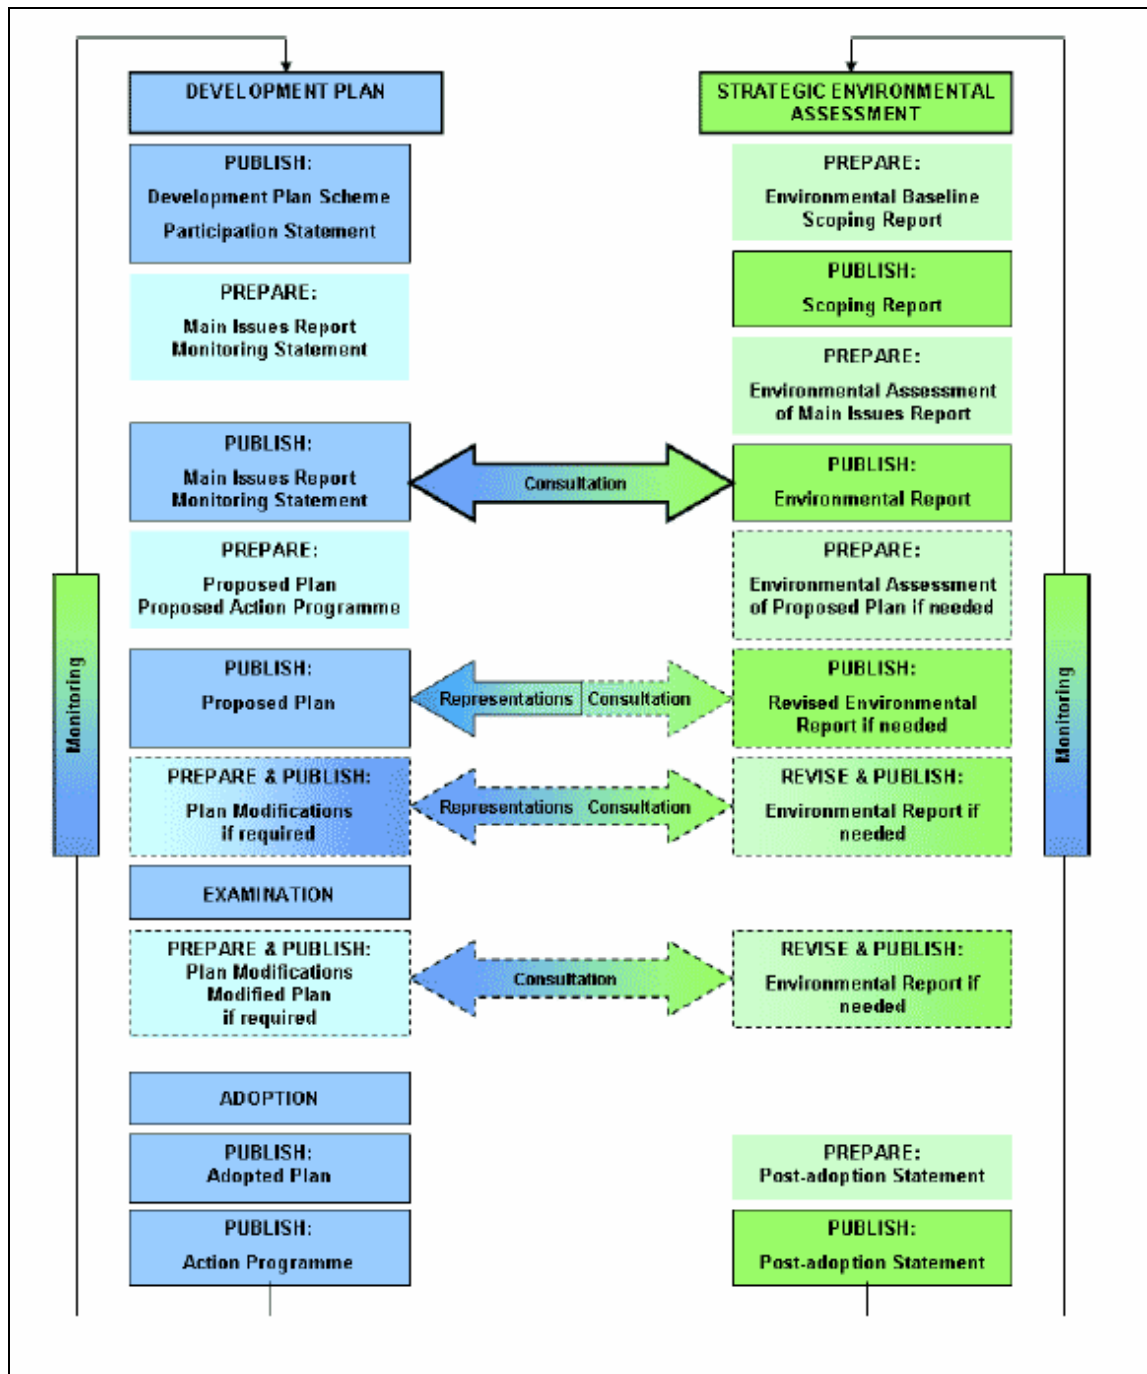 DEVELOPMENT PLAN
PUBLISH:
Development Plan Scheme
Participation Statement
PREPARE:
Main Issues Report
Monitoring Statement
PUBLISH:
Main Issues Report
Monitoring Statement
PREPARE:
Proposed Plan
Proposed Action Programme
PUBLISH:
Proposed Plan
PREPARE & PUBLISH:
Plan Modifications
if required
EXAMINATION
PREPARE & PUBLISH:
Plan Modifications
Modified Plan
if required
ADOPTION
PUBLISH:
Adopted Plan
PUBLISH:
Action Programme
Monitoring
Consultation
Representations
Consultation
Representations
Consultation
Consultation
STRATEGIC ENVIRONMENTAL
ASSESSMENT
PREPARE:
Environmental Baseline
Scoping Report
PUBLISH:
Scoping Report
PREPARE:
Environmental Assessment
of Main Issues Report
PUBLISH:
Environmental Report
PREPARE:
Environmental Assessment
of Proposed Plan if needed
PUBLISH:
Revised Environmental
Report if needed
REVISE & PUBLISH:
Environmental Report if
needed
REVISE & PUBLISH:
Environmental Report if
needed
PREPARE:
Post-adoption Statement
PUBLISH:
Post-adoption Statement
Monitoring